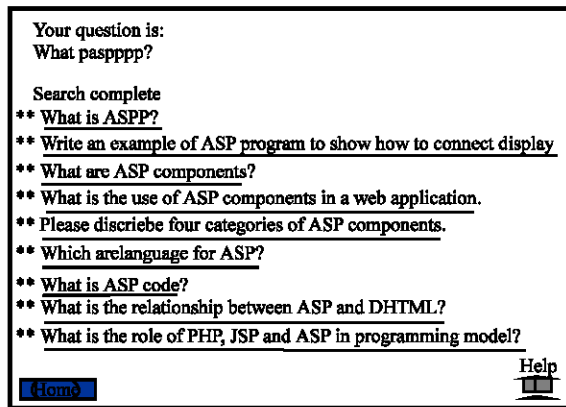 Your question is:
What paspppp?
Search complete
** What is ASPP?
** Write an example of ASP program to show how to connect display
** What are ASP components?
** What is the use of ASP components in a web application.
** Please discriebe four categories of ASP components.
** Which arelanguage for ASP?
** What is ASP code?
** What is the relationship between ASP and DHTML?
** What is the role of PHP, JSP and ASP in programming model?
Help
(Home)